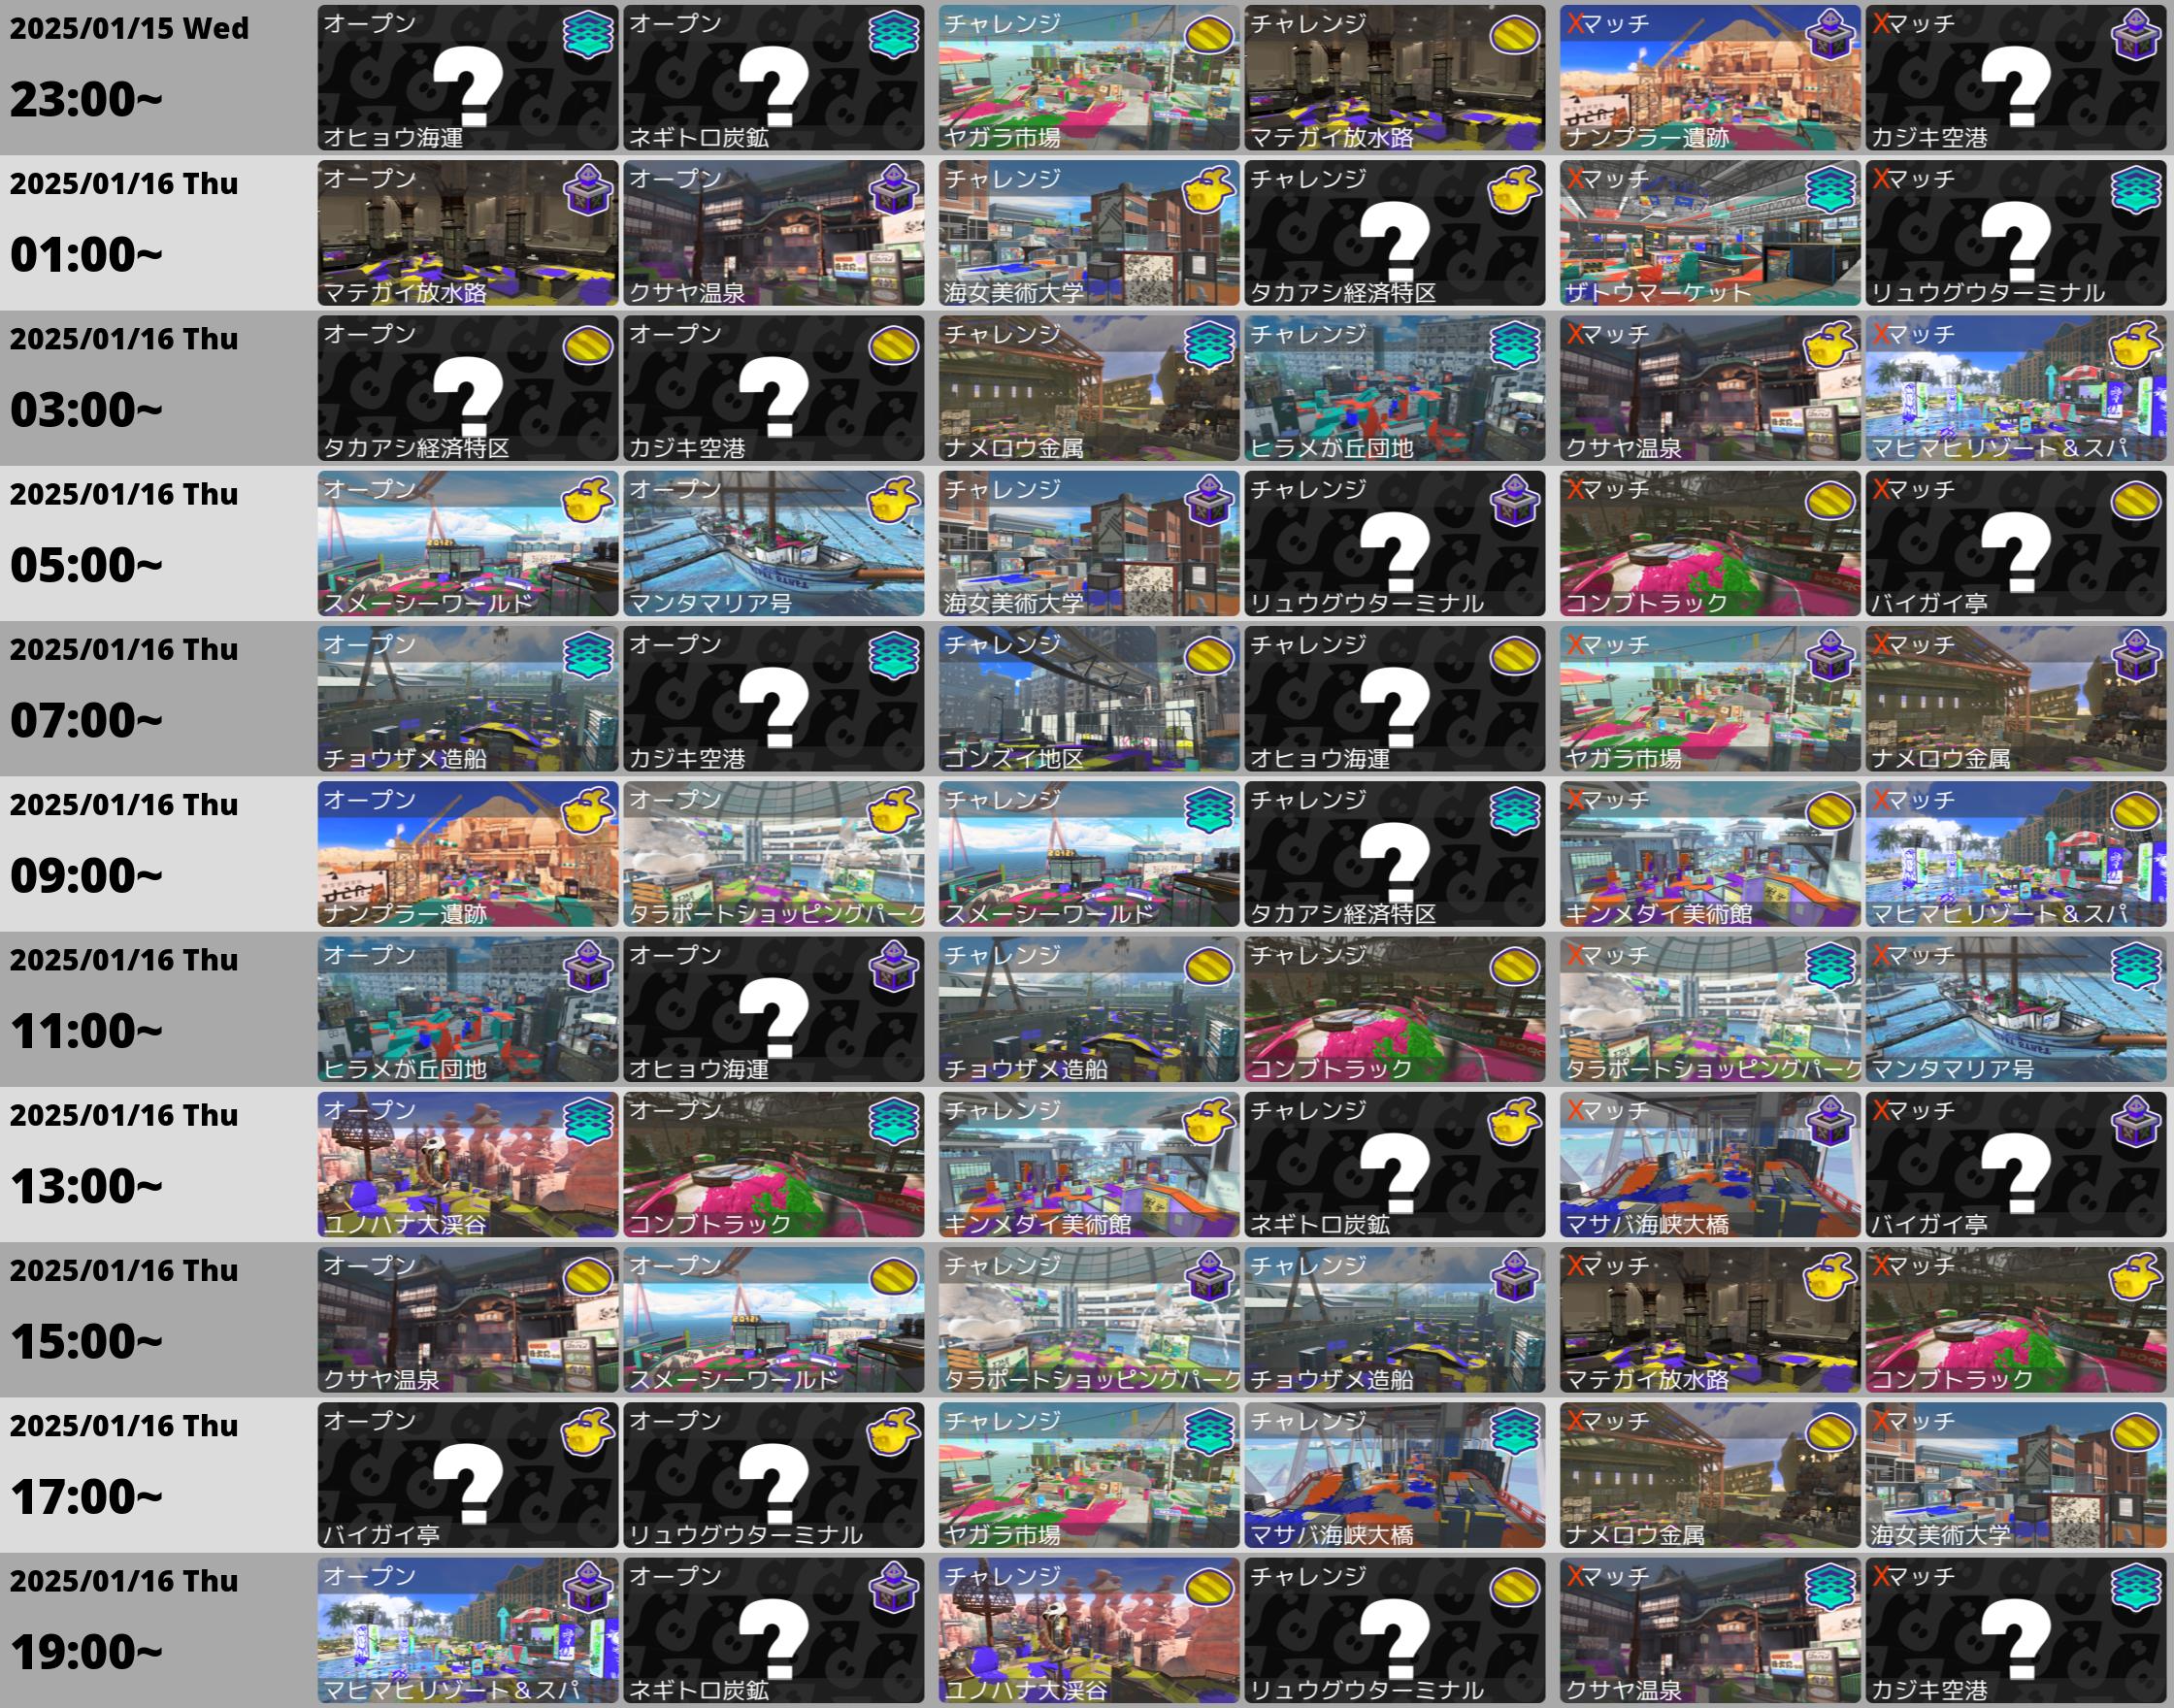 2025/01/15 Wed
23:00~
オープン
オヒョウ海運
オープン
?
ネギトロ炭鉱
チャレンジ
ヤガラ市場
チャレンジ
マテガイ放水路
Xマッチ
ナンプラー遺跡
Xマッチ
カジキ空港
2025/01/16 Thu
01:00~
オープン
マテガイ放水路
オープン
クサヤ温泉
チャレンジ
海女美術大学
チャレンジ
タカアシ経済特区
Xマッチ
ザトウマーケット
Xマッチ
リュウグウターミナル
2025/01/16 Thu
03:00~
オープン
タカアシ経済特区
オープン
カジキ空港
チャレンジ
ナメロウ金属
チャレンジ
ヒラメが丘団地
Xマッチ
クサヤ温泉
Xマッチ
マヒマヒリゾート&スパ
2025/01/16 Thu
05:00~
オープン
スメーシーワールド
オープン
マンタマリア号
チャレンジ
海女美術大学
チャレンジ
リュウグウターミナル
Xマッチ
コンブトラック
Xマッチ
バイガイ亭
2025/01/16 Thu
07:00~
オープン
チョウザメ造船
オープン
カジキ空港
チャレンジ
ゴンズイ地区
チャレンジ
オヒョウ海運
Xマッチ
ヤガラ市場
Xマッチ
ナメロウ金属
2025/01/16 Thu
09:00~
オープン
ナンプラー遺跡
オープン
タラポートショッピングパーク
チャレンジ
スメーシーワールド
チャレンジ
タカアシ経済特区
Xマッチ
キンメダイ美術館
Xマッチ
マヒマヒリゾート&スパ
2025/01/16 Thu
11:00~
オープン
ヒラメが丘団地
オープン
オヒョウ海運
チャレンジ
チョウザメ造船
チャレンジ
コンブトラック
Xマッチ
タラポートショッピングパーク
Xマッチ
マンタマリア号
2025/01/16 Thu
13:00~
オープン
ユノハナ大渓谷
オープン
コンブトラック
チャレンジ
キンメダイ美術館
チャレンジ
ネギトロ炭鉱
Xマッチ
マサバ海峡大橋
Xマッチ
バイガイ亭
2025/01/16 Thu
15:00~
オープン
クサヤ温泉
オープン
スメーシーワールド
チャレンジ
タラポートショッピングパーク
チャレンジ
チョウザメ造船
Xマッチ
マテガイ放水路
Xマッチ
コンブトラック
2025/01/16 Thu
17:00~
オープン
バイガイ亭
オープン
リュウグウターミナル
チャレンジ
ヤガラ市場
チャレンジ
マサバ海峡大橋
Xマッチ
ナメロウ金属
Xマッチ
海女美術大学
2025/01/16 Thu
19:00~
オープン
マヒマヒリゾート&スパ
オープン
ネギトロ炭鉱
チャレンジ
ユノハナ大渓谷
チャレンジ
リュウグウターミナル
Xマッチ
クサヤ温泉
Xマッチ
カジキ空港